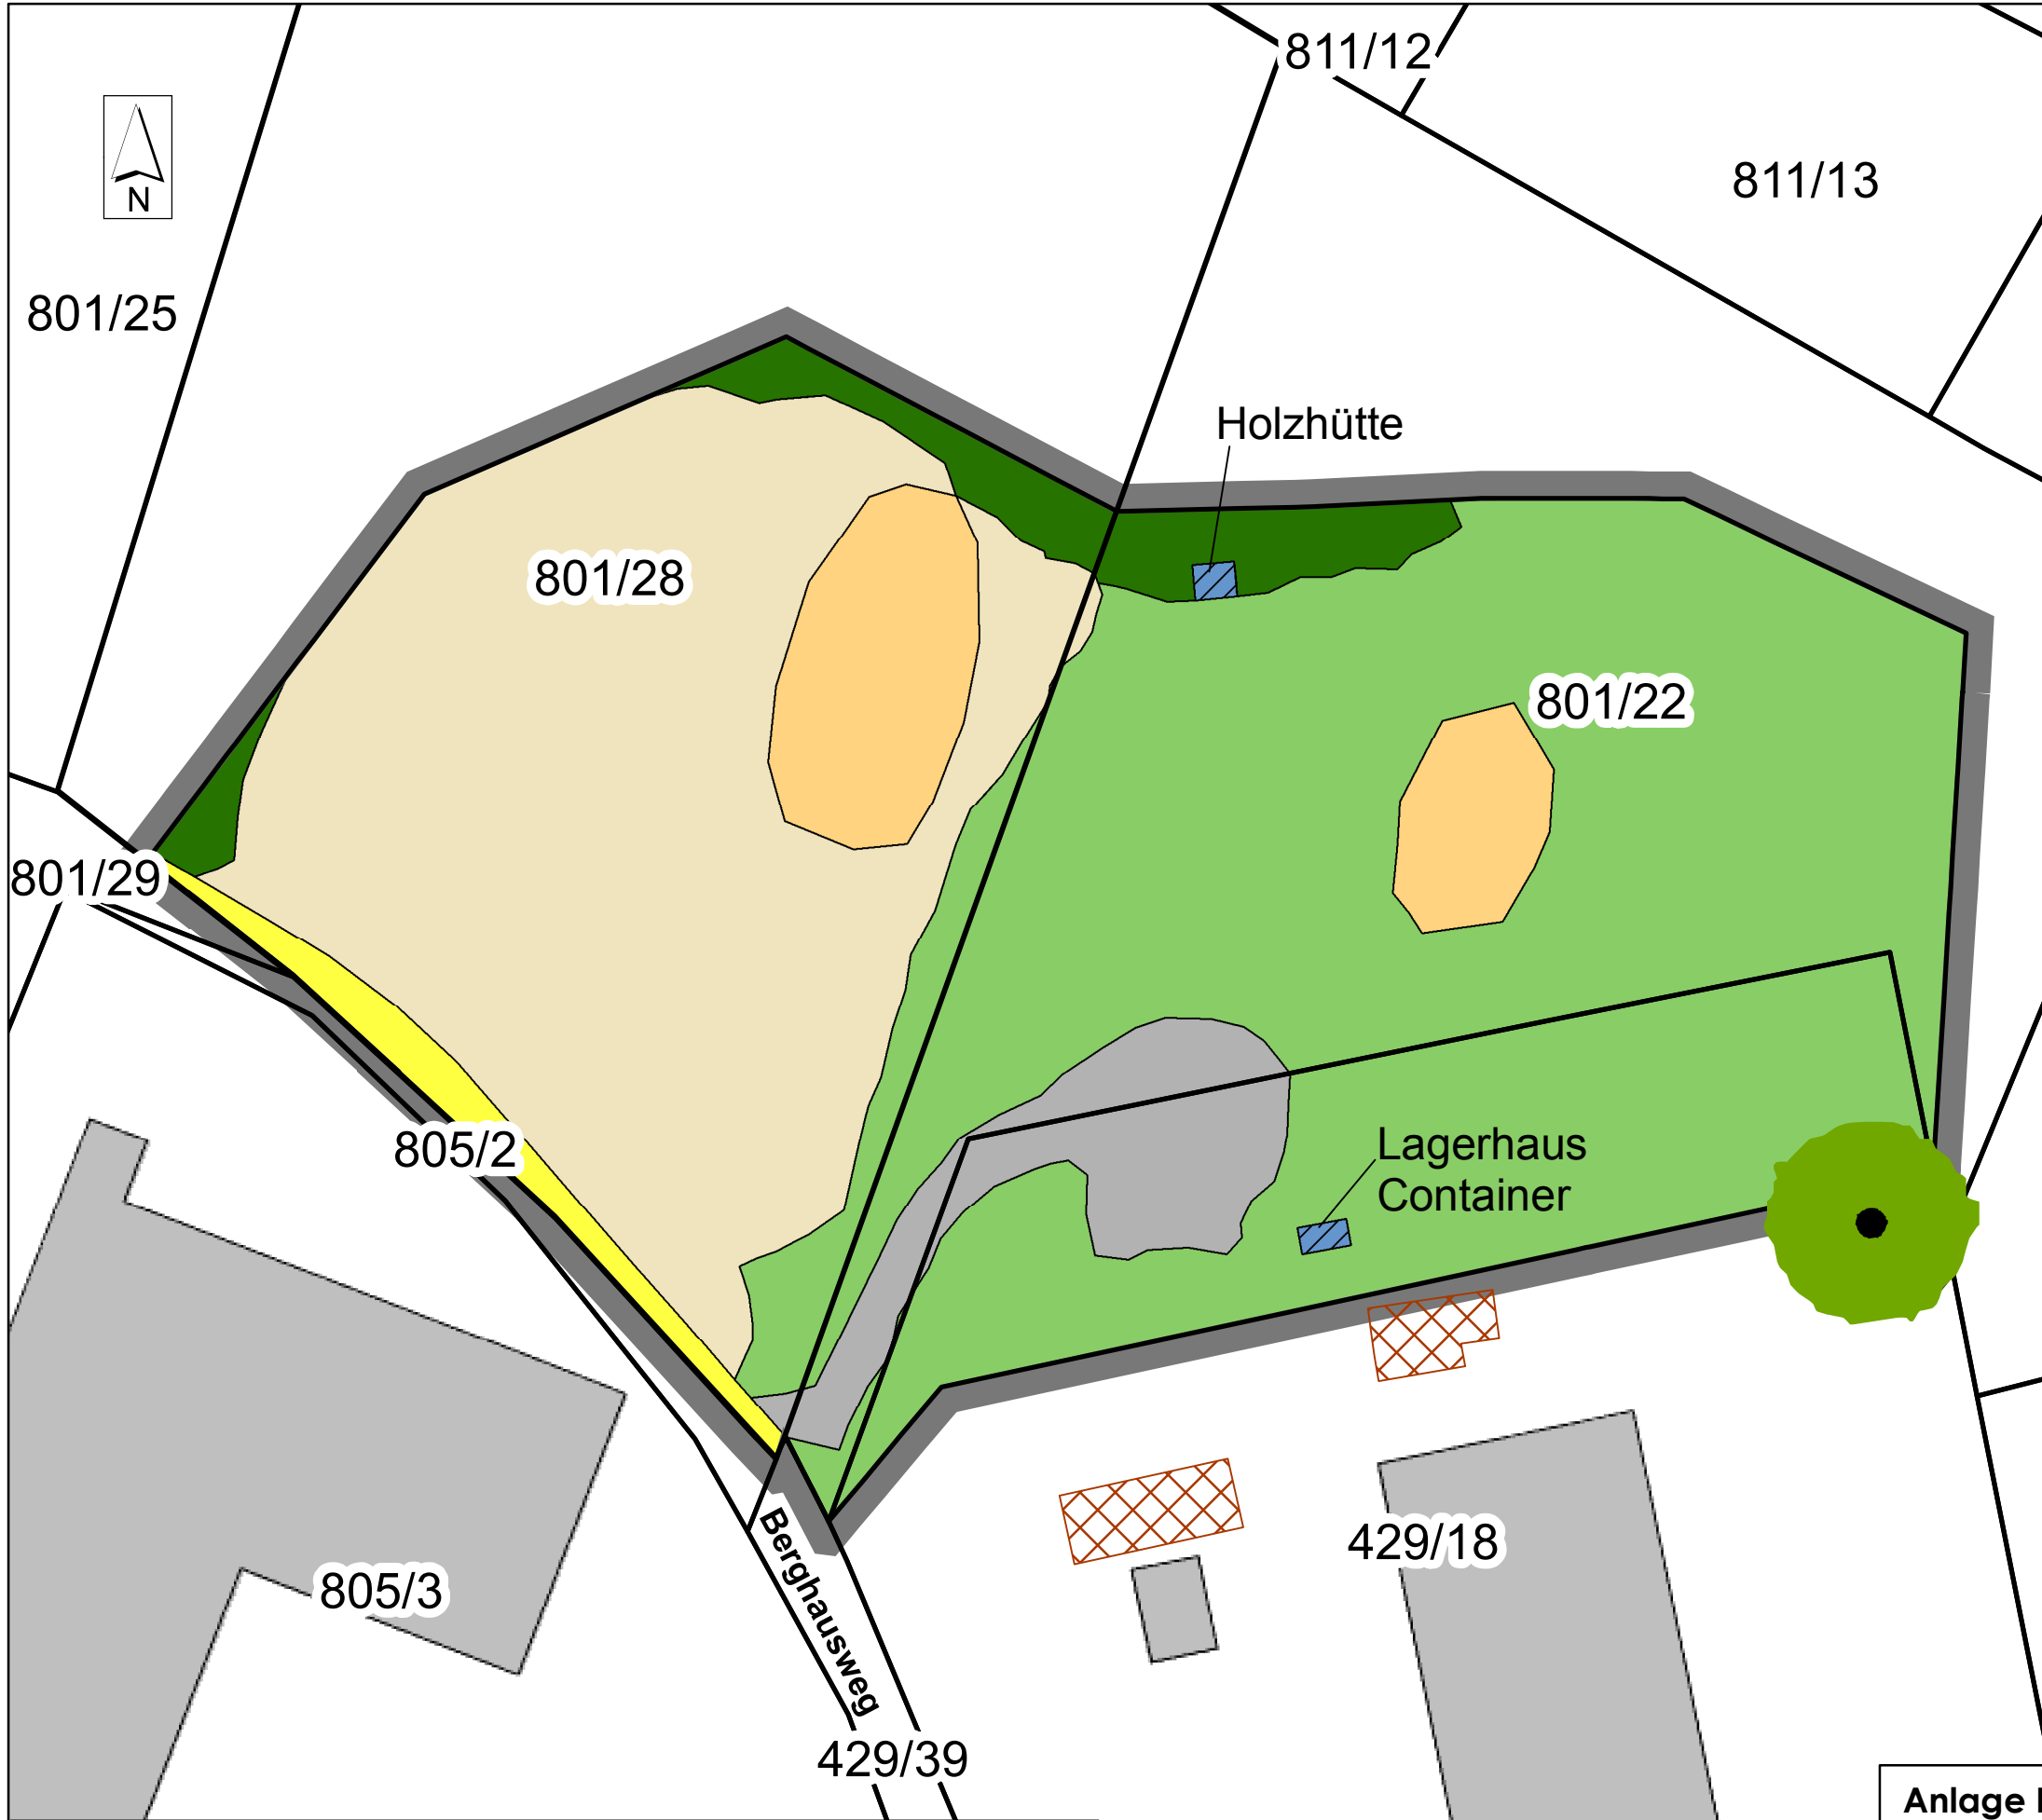 811/12
811/13
N
801/25
Holzhütte
801/28
801/22
801/29
805/2
Lagerhaus
Container
429/18
805/3
Berghausweg
429/39
Anlage